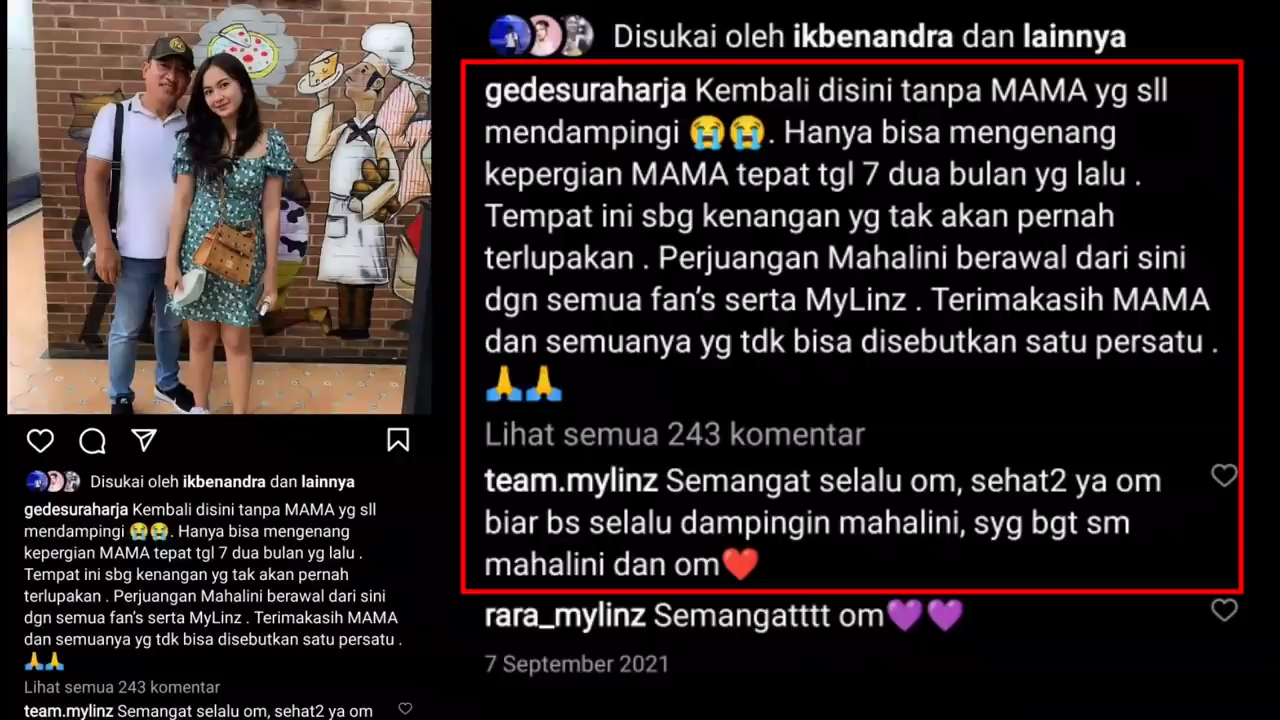 Disukai oleh ikbenandra dan lainnya
gedesuraharja Kembali disini tanpa MAMA yg sll
mendampingi 😭😭. Hanya bisa mengenang
kepergian MAMA tepat tgl 7 dua bulan yg lalu .
Tempat ini sbg kenangan yg tak akan pernah
terlupakan . Perjuangan Mahalini berawal dari sini
dgn semua fan's serta MyLinz . Terimakasih MAMA
dan semuanya yg tdk bisa disebutkan satu persatu .
🙏🙏
Lihat semua 243 komentar
team.mylinz Semangat selalu om, sehat2 ya om
Disukai oleh ikbenandra dan lainnya
gedesuraharja Kembali disini tanpa MAMA yg sll
mendampingi 😭😭. Hanya bisa mengenang
kepergian MAMA tepat tgl 7 dua bulan yg lalu .
Tempat ini sbg kenangan yg tak akan pernah
terlupakan . Perjuangan Mahalini berawal dari sini
dgn semua fan's serta MyLinz . Terimakasih MAMA
dan semuanya yg tdk bisa disebutkan satu persatu .
🙏🙏
Lihat semua 243 komentar
team.mylinz Semangat selalu om, sehat2 ya om
biar bs selalu dampingin mahalini, syg bgt sm
mahalini dan om❤️
rara_mylinz Semangatttt om💜💜
7 September 2021